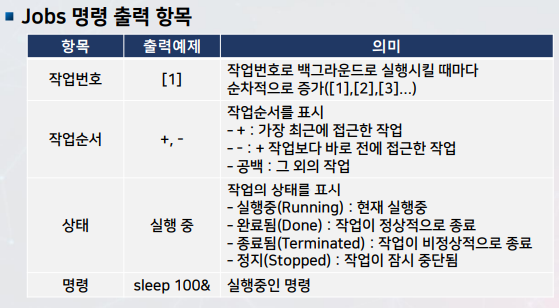 ▪ Jobs 명령 출력 항목
항목 출력예제 의미
작업번호 [1] 작업번호로 백그라운드로 실행시킬 때마다
순차적으로 증가([1],[2],[3]...)
작업순서 +, - 작업순서를 표시
- + : 가장 최근에 접근한 작업
- - : + 작업보다 바로 전에 접근한 작업
- 공백 : 그 외의 작업
상태 실행 중 작업의 상태를 표시
- 실행중(Running) : 현재 실행중
- 완료됨(Done) : 작업이 정상적으로 종료
- 종료됨(Terminated) : 작업이 비정상적으로 종료
- 정지(Stopped) : 작업이 잠시 중단됨
명령 sleep 100& 실행중인 명령